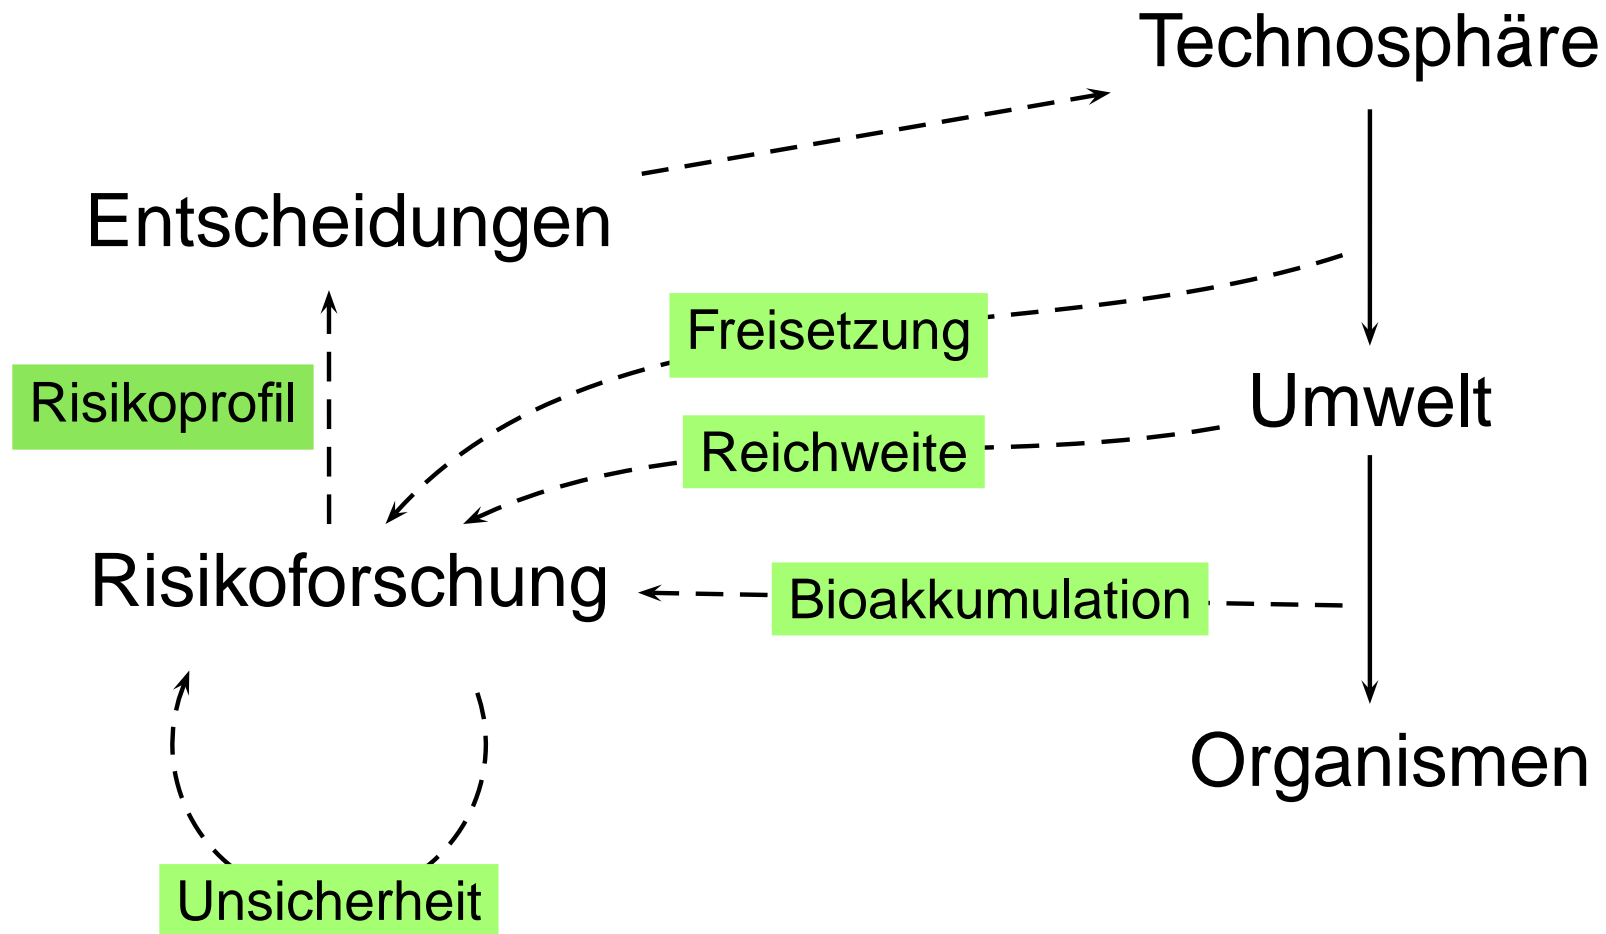 Technosphäre
Entscheidungen
Freisetzung
Risikoprofil
Umwelt
Reichweite
Risikoforschung
Bioakkumulation
Organismen
Unsicherheit